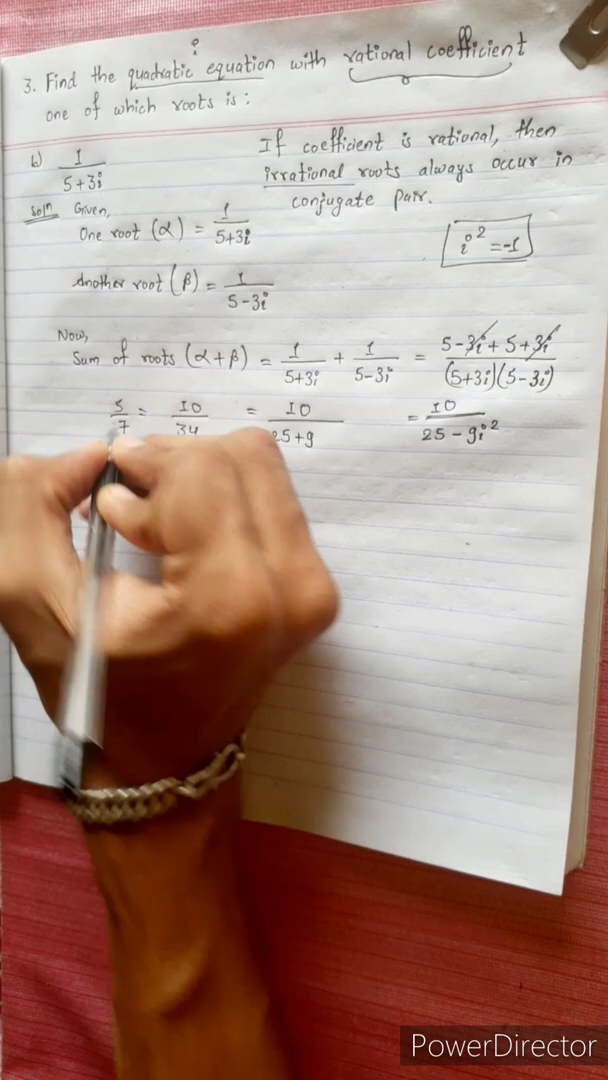 3. Find the quadratic equation with rational coefficient
one of which roots is :
b) 1/(5+3i)
If coefficient is rational, then
irrational roots always occur in
conjugate pair.
Soln Given,
One root (α) = 1/(5+3i)
i² = -1
Another root (β) = 1/(5-3i)
Now,
Sum of roots (α+β) = 1/(5+3i) + 1/(5-3i) = (5-3i+5+3i)/((5+3i)(5-3i))
= 10/(25-9i²)
= 10/(25+9)
= 10/34
5/7
PowerDirector